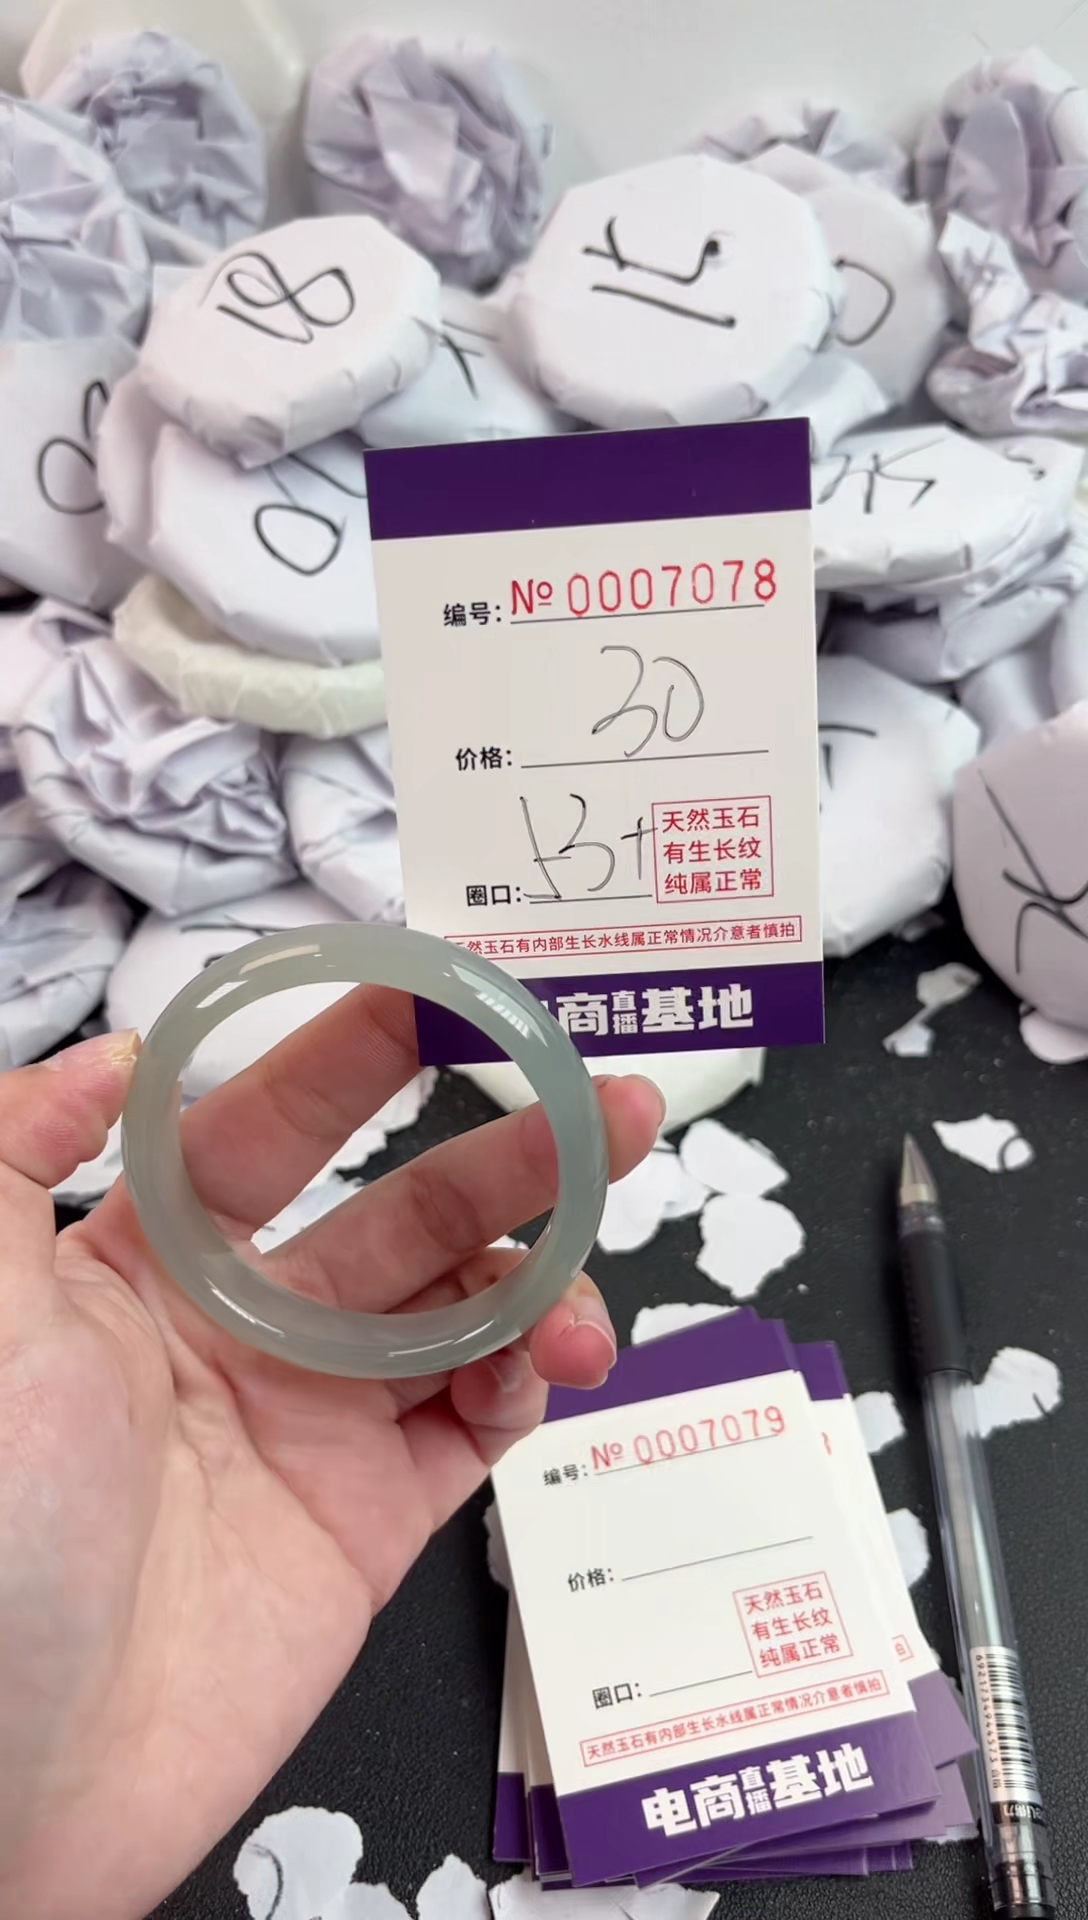 18
编号: № 0007078
30
价格:
53+
天然玉石
有生长纹
纯属正常
圈口:
然玉石有内部生长水线属正常情况介意者慎拍
商直播基地
编号: № 0007079
价格:
天然玉石
有生长纹
纯属正常
圈口:
天然玉石有内部生长水线属正常情况介意者慎拍
电商直播基地